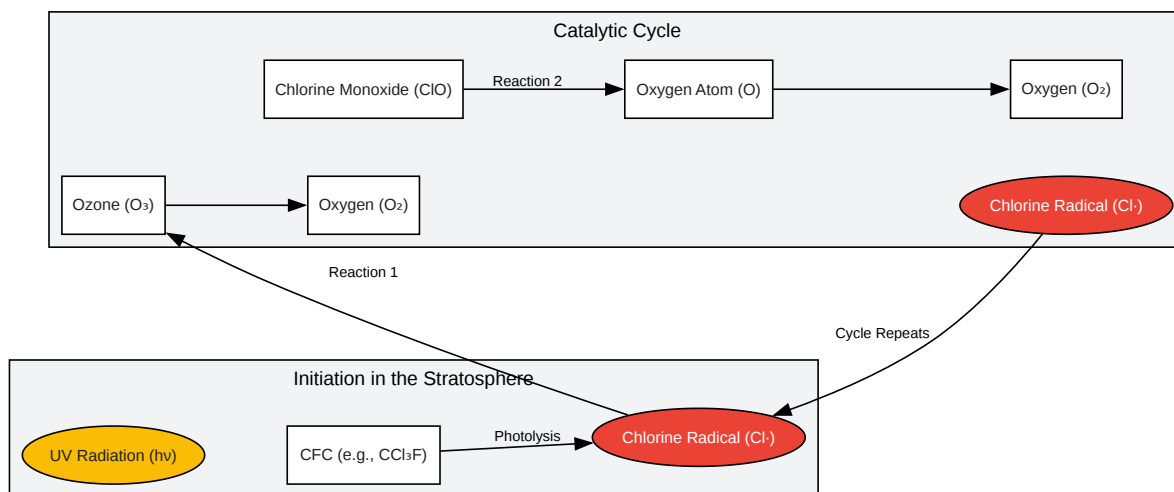 Catalytic Cycle
Chlorine Monoxide (ClO)
Reaction 2
Oxygen Atom (O)
Oxygen (O₂)
Ozone (O₃)
Oxygen (O₂)
Chlorine Radical (Cl·)
Reaction 1
Cycle Repeats
Initiation in the Stratosphere
UV Radiation (hν)
CFC (e.g., CCl₃F)
Photolysis
Chlorine Radical (Cl·)